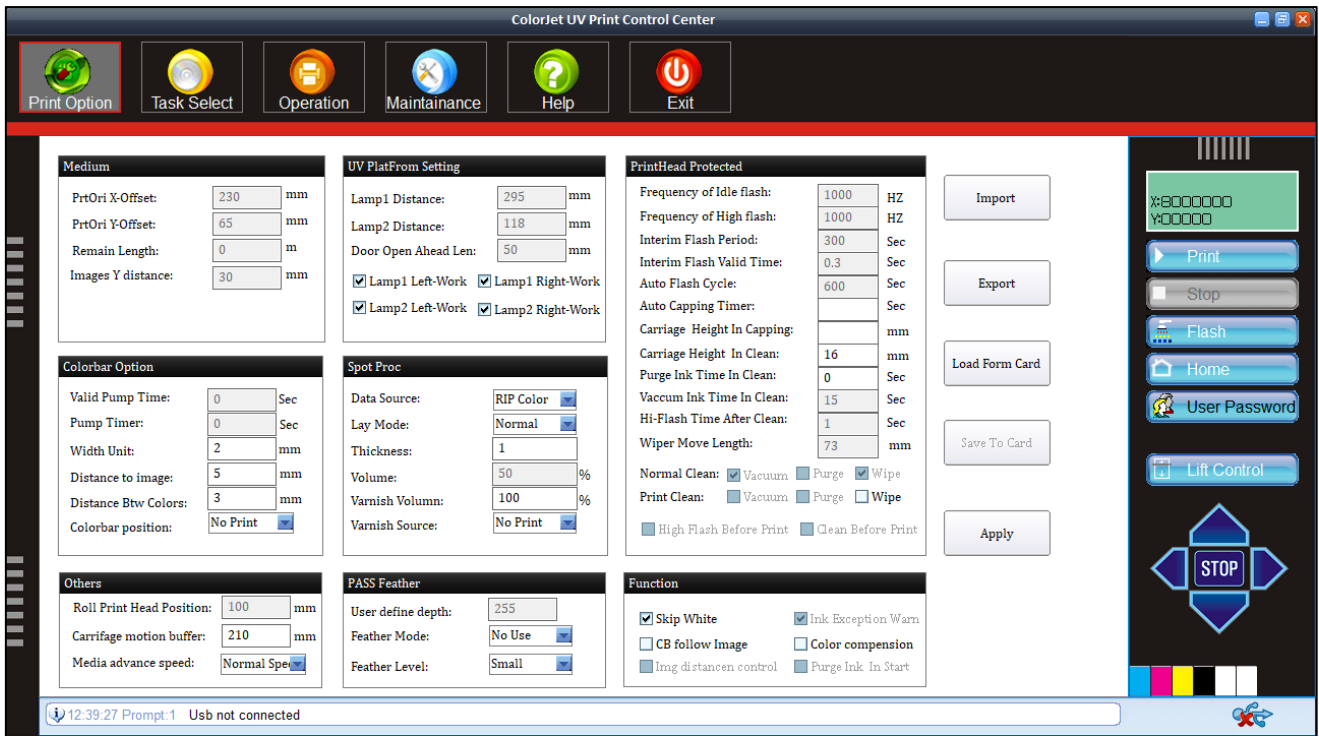 ColorJet UV Print Control Center
Print Option
Task Select
Operation
Maintainance
Help
Exit
Medium
PrtOri X-Offset: 230 mm
PrtOri Y-Offset: 65 mm
Remain Length: 0 m
Images Y distance: 30 mm
UV PlatFrom Setting
Lamp1 Distance: 295 mm
Lamp2 Distance: 118 mm
Door Open Ahead Len: 50 mm
Lamp1 Left-Work Lamp1 Right-Work
Lamp2 Left-Work Lamp2 Right-Work
PrintHead Protected
Frequency of Idle flash: 1000 HZ
Frequency of High flash: 1000 HZ
Interim Flash Period: 300 Sec
Interim Flash Valid Time: 0.3 Sec
Auto Flash Cycle: 600 Sec
Auto Capping Timer: Sec
Carriage Height In Capping: mm
Carriage Height In Clean: 16 mm
Purge Ink Time In Clean: 0 Sec
Vaccum Ink Time In Clean: 15 Sec
Hi-Flash Time After Clean: 1 Sec
Wiper Move Length: 73 mm
Normal Clean: Vacuum Purge Wipe
Print Clean: Vacuum Purge Wipe
High Flash Before Print Clean Before Print
Colorbar Option
Valid Pump Time: 0 Sec
Pump Timer: 0 Sec
Width Unit: 2 mm
Distance to image: 5 mm
Distance Btw Colors: 3 mm
Colorbar position: No Print
Spot Proc
Data Source: RIP Color
Lay Mode: Normal
Thickness: 1
Volume: 50 %
Varnish Volumn: 100 %
Varnish Source: No Print
Others
Roll Print Head Position: 100 mm
Carrifage motion buffer: 210 mm
Media advance speed: Normal Spe
PASS Feather
User define depth: 255
Feather Mode: No Use
Feather Level: Small
Function
Skip White Ink Exception Warn
CB follow Image Color compension
Img distancen control Purge Ink In Start
Import
Export
Load Form Card
Save To Card
Apply
X:8000000
Y:00000
Print
Stop
Flash
Home
User Password
Lift Control
STOP
12:39:27 Prompt:1 Usb not connected